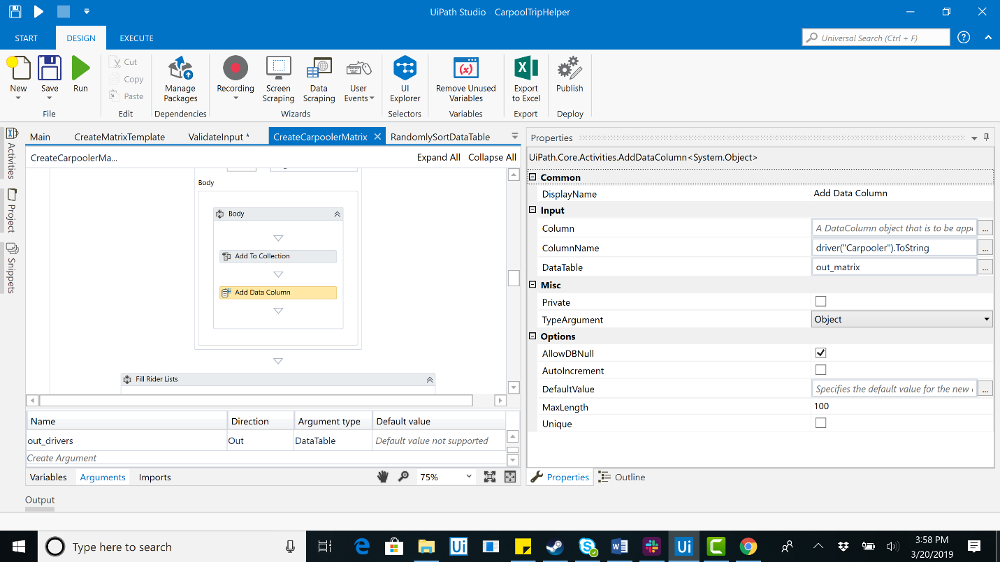 UiPath Studio - CarpoolTripHelper
START DESIGN EXECUTE
Universal Search (Ctrl + F)
?
New
Save
Run
Cut
Copy
Paste
Manage Packages
Recording
Screen Scraping
Data Scraping
User Events
UI Explorer
Remove Unused Variables
Export to Excel
Publish
File Edit Dependencies Wizards Selectors Variables Export Deploy
Activities
Project
Snippets
Main CreateMatrixTemplate ValidateInput * CreateCarpoolerMatrix RandomlySortDataTable
CreateCarpoolerMa... Expand All Collapse All
Body
Body
Add To Collection
Add Data Column
Fill Rider Lists
Name Direction Argument type Default value
out_drivers Out DataTable Default value not supported
Create Argument
Variables Arguments Imports 75%
Output
Properties
UiPath.Core.Activities.AddDataColumn<System.Object>
Common
DisplayName Add Data Column
Input
Column A DataColumn object that is to be appe ...
ColumnName driver("Carpooler").ToString ...
DataTable out_matrix ...
Misc
Private
TypeArgument Object
Options
AllowDBNull
AutoIncrement
DefaultValue Specifies the default value for the new ...
MaxLength 100
Unique
Properties Outline
Type here to search
3:58 PM
3/20/2019